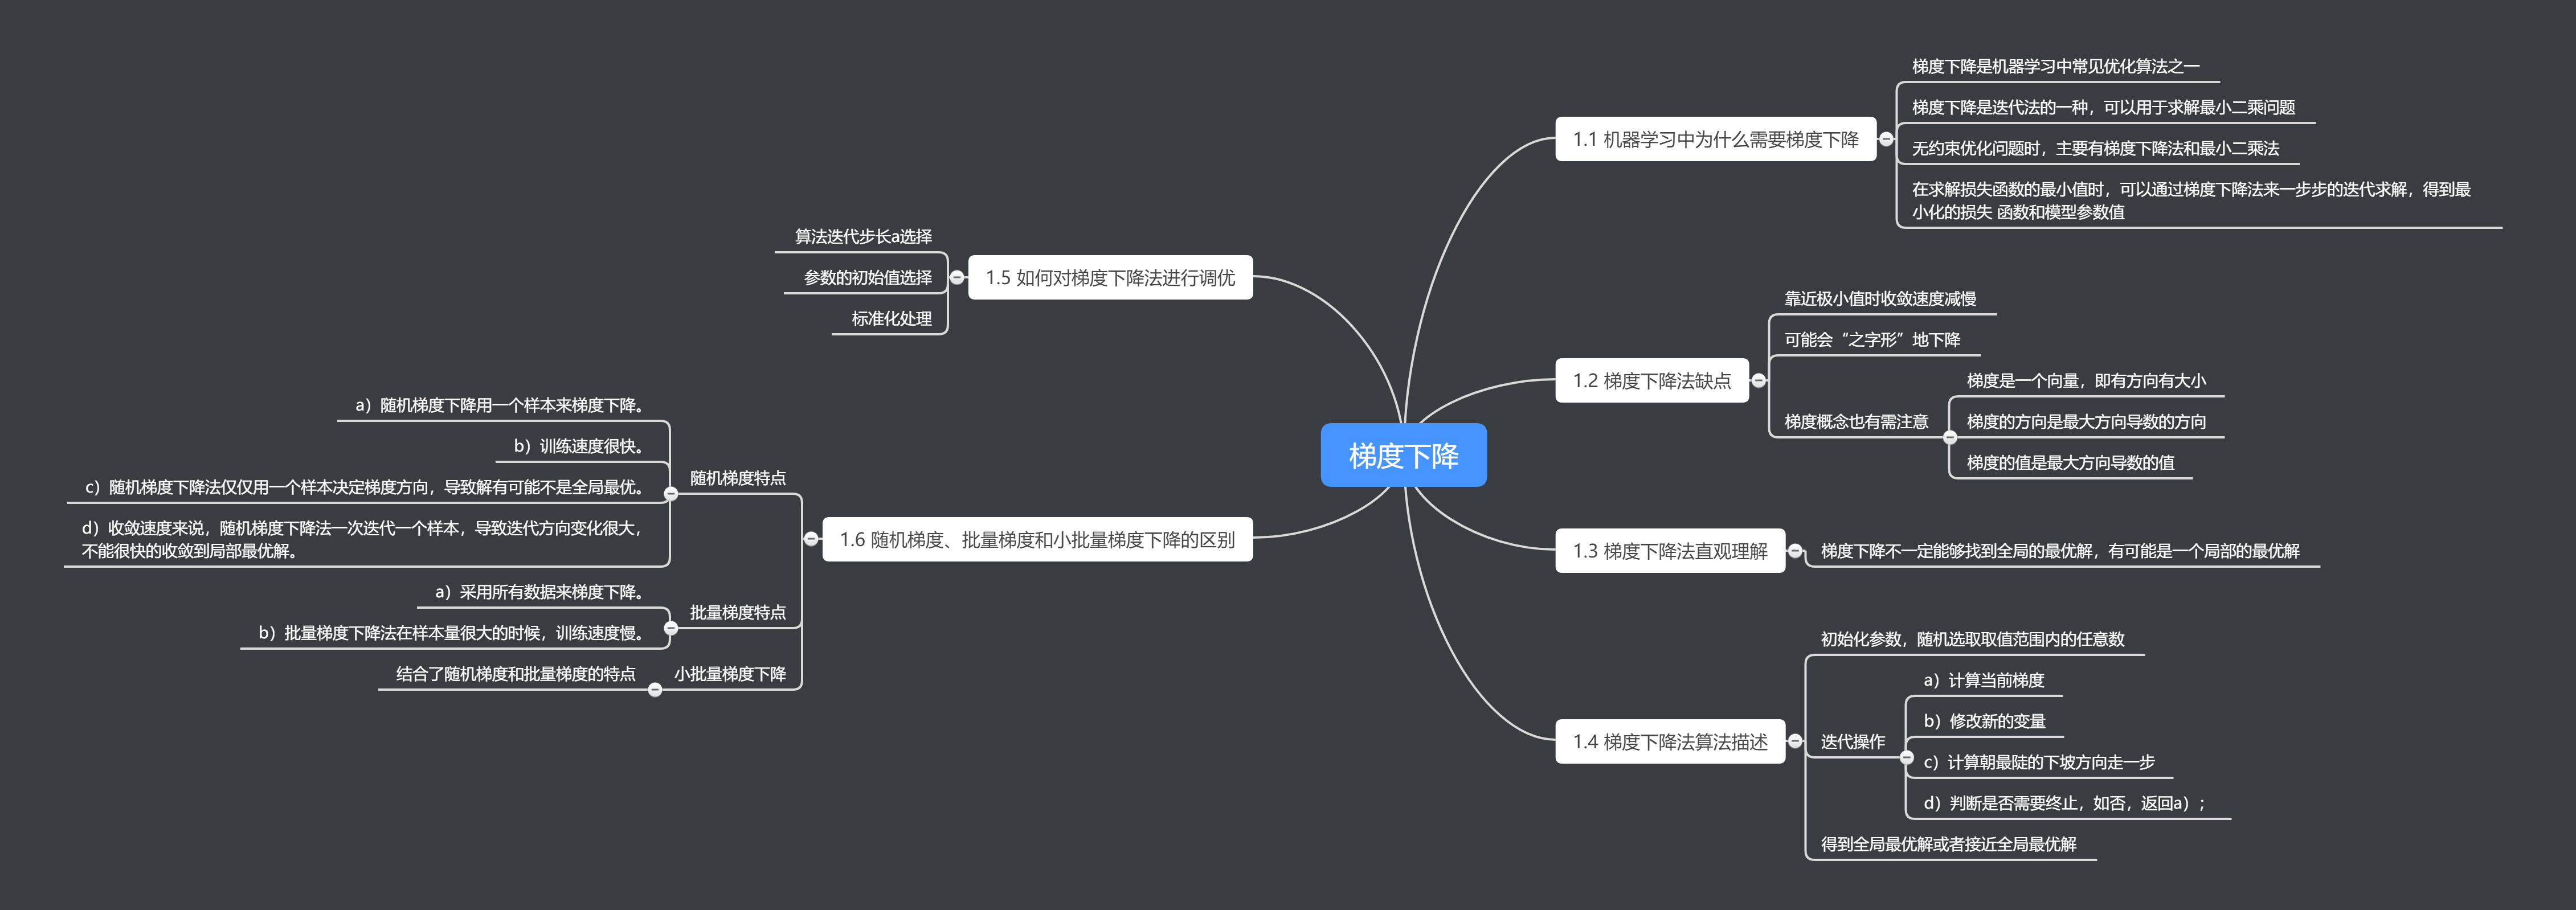 梯度下降
1.1 机器学习中为什么需要梯度下降
梯度下降是机器学习中常见优化算法之一
梯度下降是迭代法的一种，可以用于求解最小二乘问题
无约束优化问题时，主要有梯度下降法和最小二乘法
在求解损失函数的最小值时，可以通过梯度下降法来一步步的迭代求解，得到最
小化的损失 函数和模型参数值
1.2 梯度下降法缺点
靠近极小值时收敛速度减慢
可能会“之字形”地下降
梯度概念也有需注意
梯度是一个向量，即有方向有大小
梯度的方向是最大方向导数的方向
梯度的值是最大方向导数的值
1.3 梯度下降法直观理解
梯度下降不一定能够找到全局的最优解，有可能是一个局部的最优解
1.4 梯度下降法算法描述
初始化参数，随机选取取值范围内的任意数
迭代操作
a）计算当前梯度
b）修改新的变量
c）计算朝最陡的下坡方向走一步
d）判断是否需要终止，如否，返回a）；
得到全局最优解或者接近全局最优解
1.5 如何对梯度下降法进行调优
算法迭代步长a选择
参数的初始值选择
标准化处理
1.6 随机梯度、批量梯度和小批量梯度下降的区别
随机梯度特点
a）随机梯度下降用一个样本来梯度下降。
b）训练速度很快。
c）随机梯度下降法仅仅用一个样本决定梯度方向，导致解有可能不是全局最优。
d）收敛速度来说，随机梯度下降法一次迭代一个样本，导致迭代方向变化很大，
不能很快的收敛到局部最优解。
批量梯度特点
a）采用所有数据来梯度下降。
b）批量梯度下降法在样本量很大的时候，训练速度慢。
小批量梯度下降
结合了随机梯度和批量梯度的特点